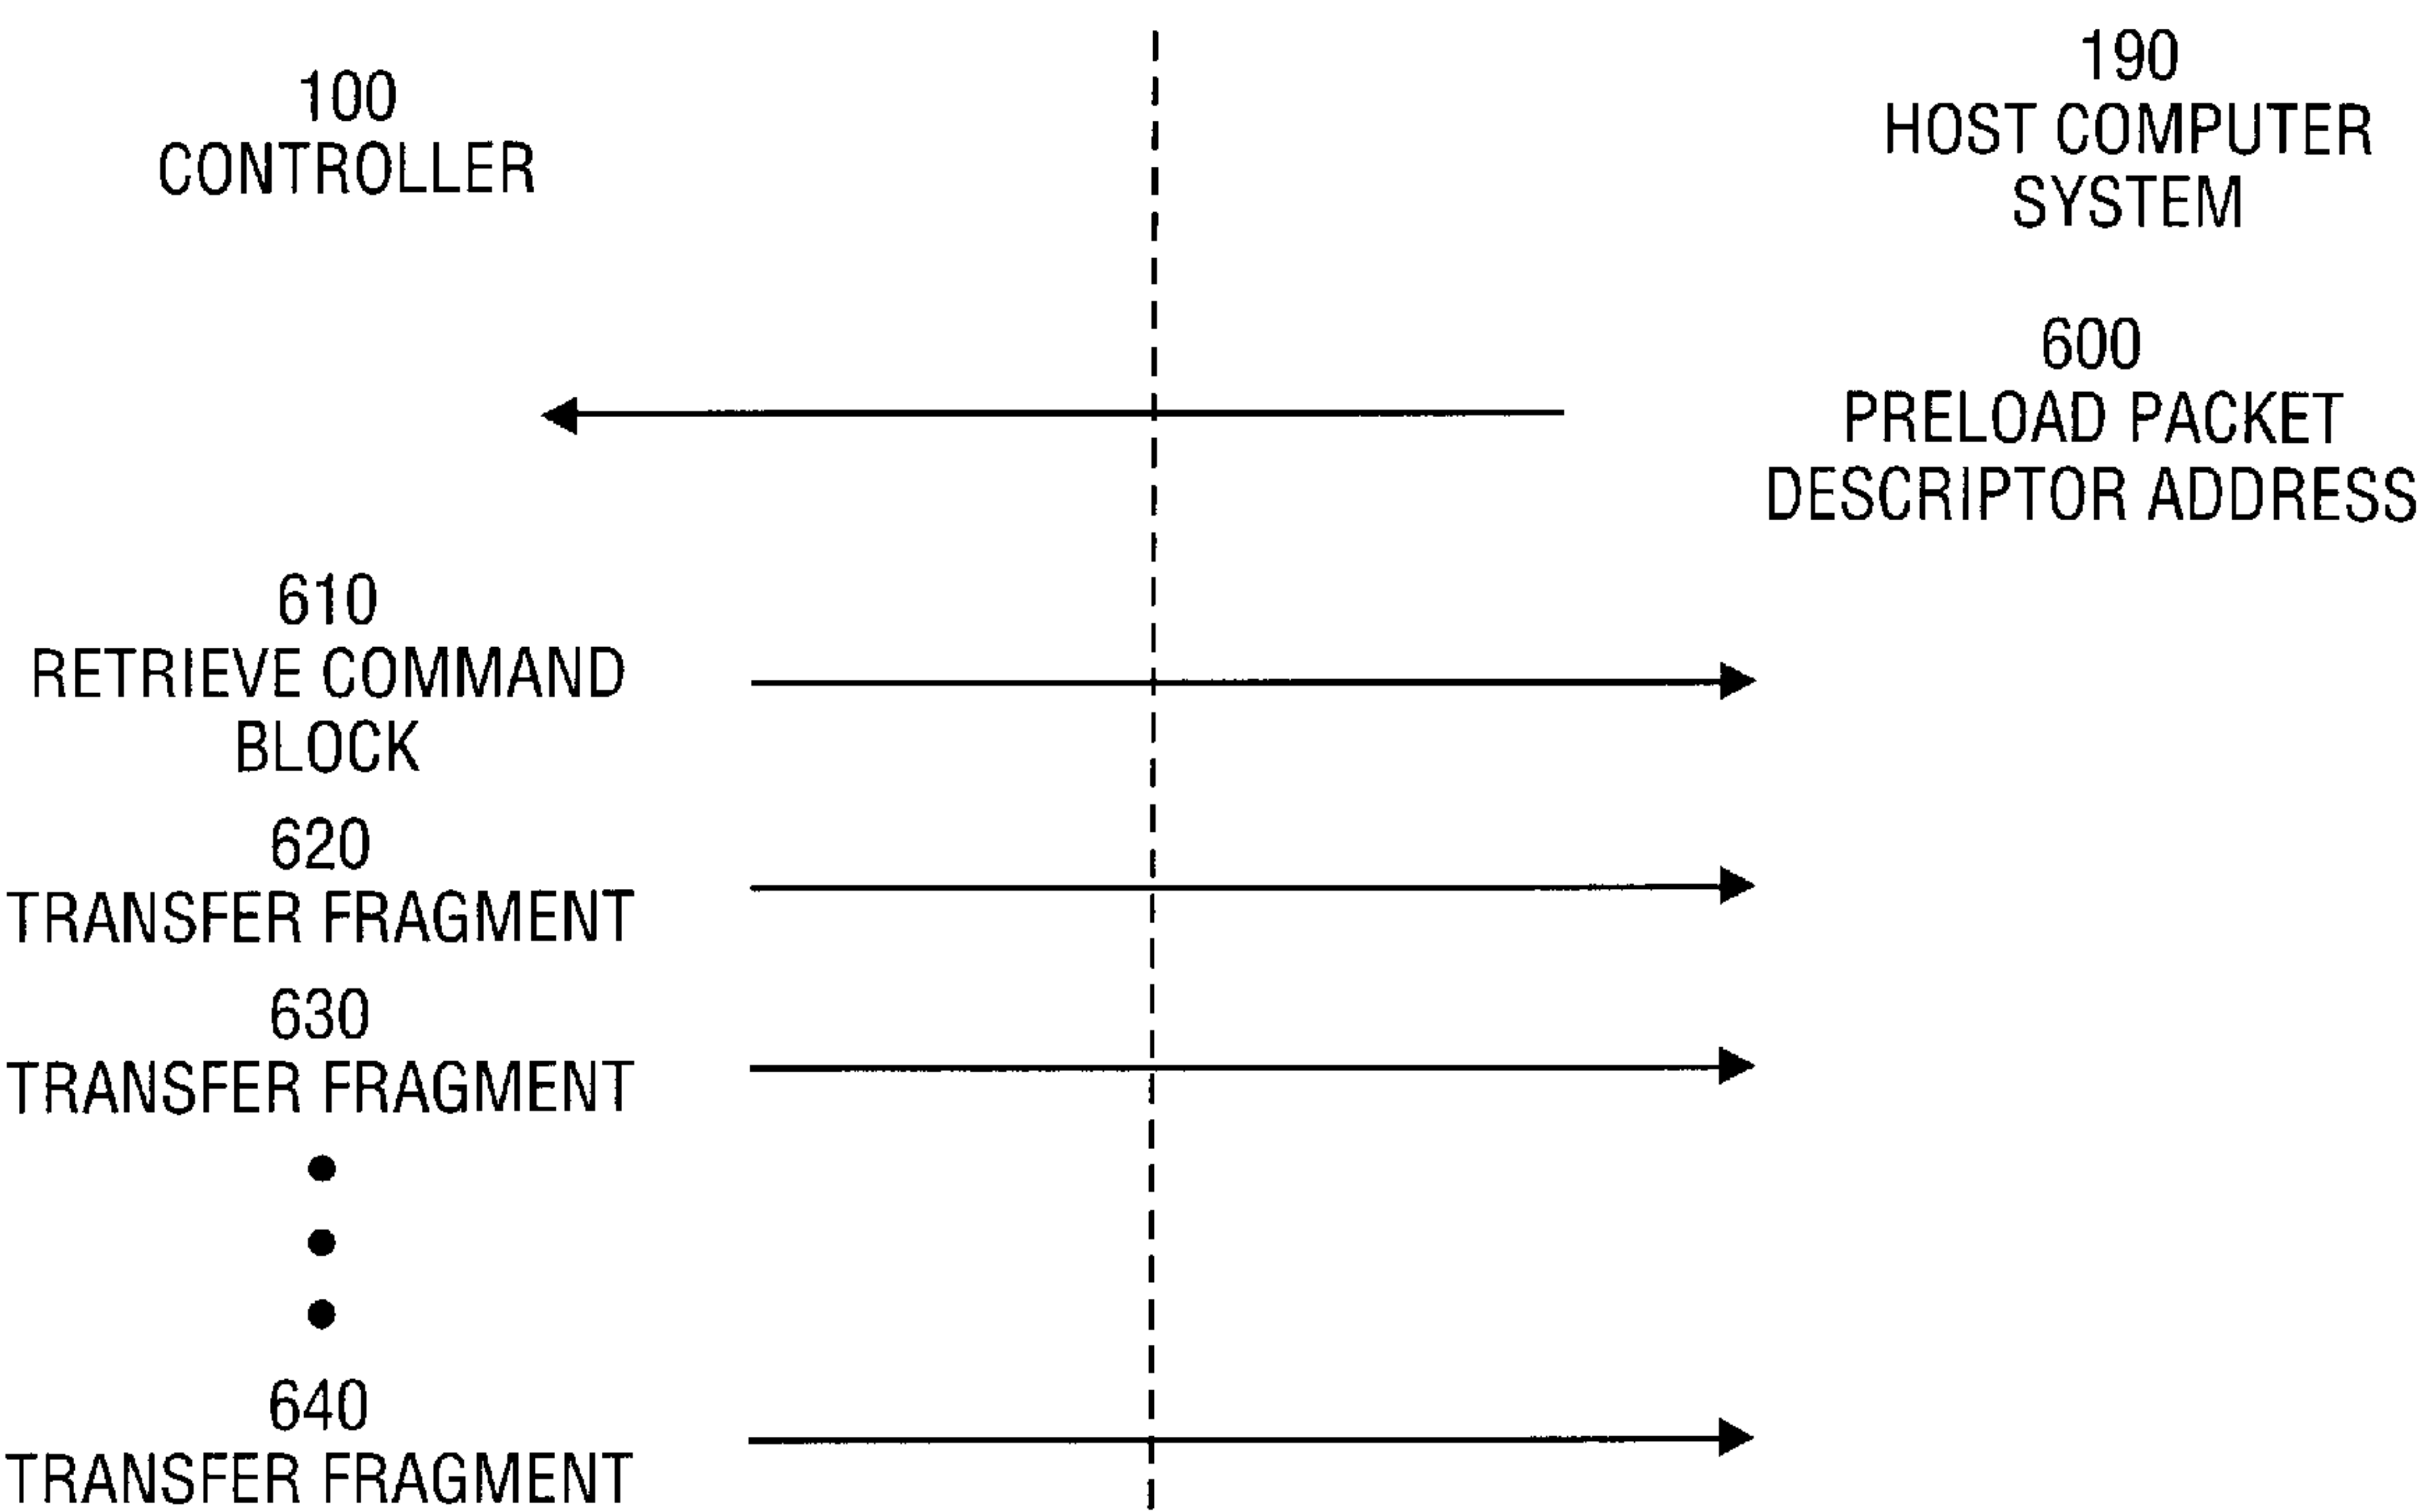 100
CONTROLLER
190
HOST COMPUTER
SYSTEM
600
PRELOAD PACKET
DESCRIPTOR ADDRESS
610
RETRIEVE COMMAND
BLOCK
620
TRANSFER FRAGMENT
630
TRANSFER FRAGMENT
640
TRANSFER FRAGMENT